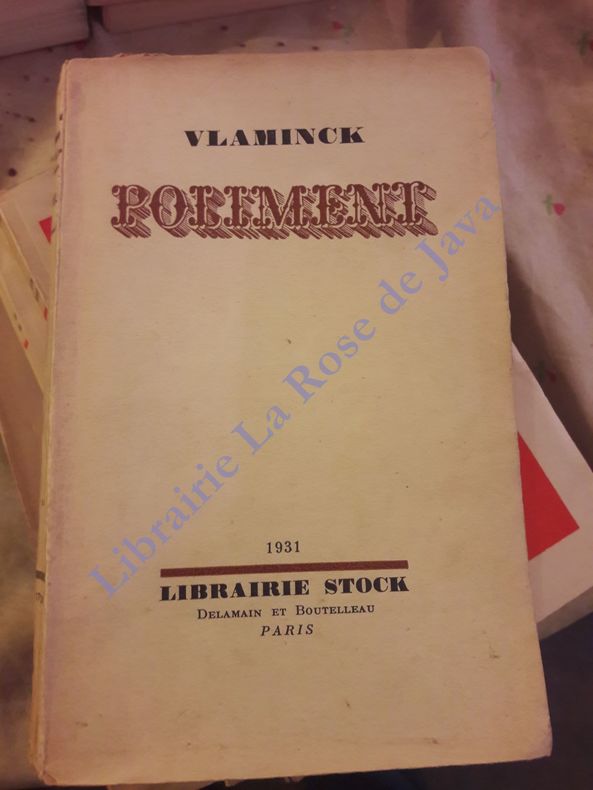 VLAMINCK
POLIMENT
Librairie La Rose de Java
1931
LIBRAIRIE STOCK
DELAMAIN ET BOUTELLEAU
PARIS